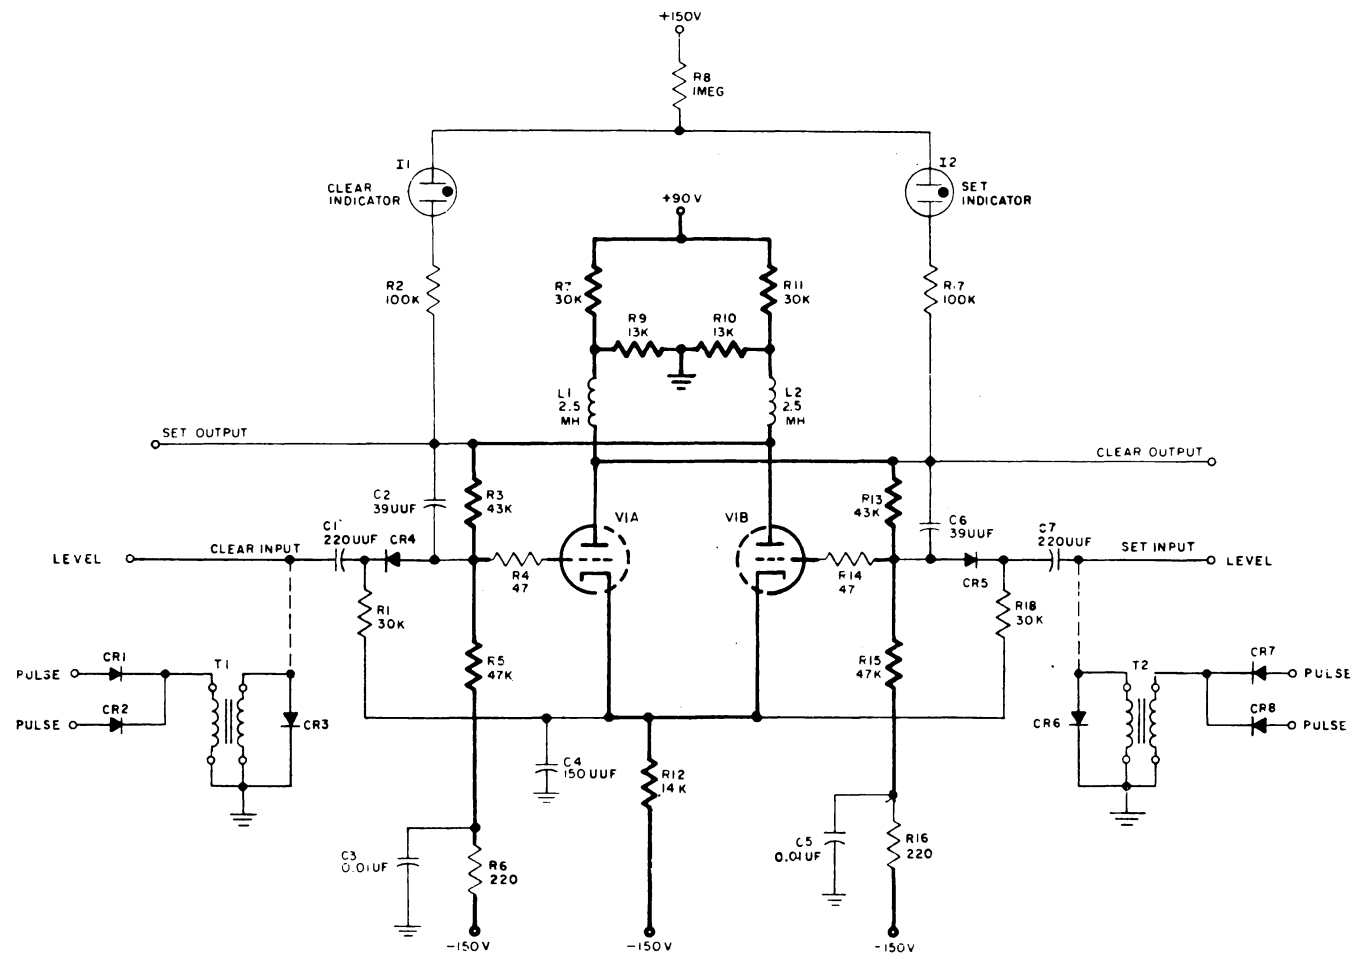 +150V
R8
1MEG
I1
CLEAR
INDICATOR
I2
SET
INDICATOR
+90V
R2
100K
R7
30K
R11
30K
R17
100K
R9
13K
R10
13K
L1
2.5
MH
L2
2.5
MH
SET OUTPUT
CLEAR OUTPUT
C2
39UUF
R3
43K
V1A
V1B
R13
43K
C6
39UUF
C1
220UUF
CR4
C7
220UUF
LEVEL
CLEAR INPUT
SET INPUT
LEVEL
R4
47
R14
47
CR5
R1
30K
R18
30K
R5
47K
R15
47K
CR1
PULSE
T1
CR2
PULSE
CR3
T2
CR7
PULSE
CR6
CR8
PULSE
C4
150UUF
R12
14K
C3
0.01UF
R6
220
C5
0.01UF
R16
220
-150V
-150V
-150V